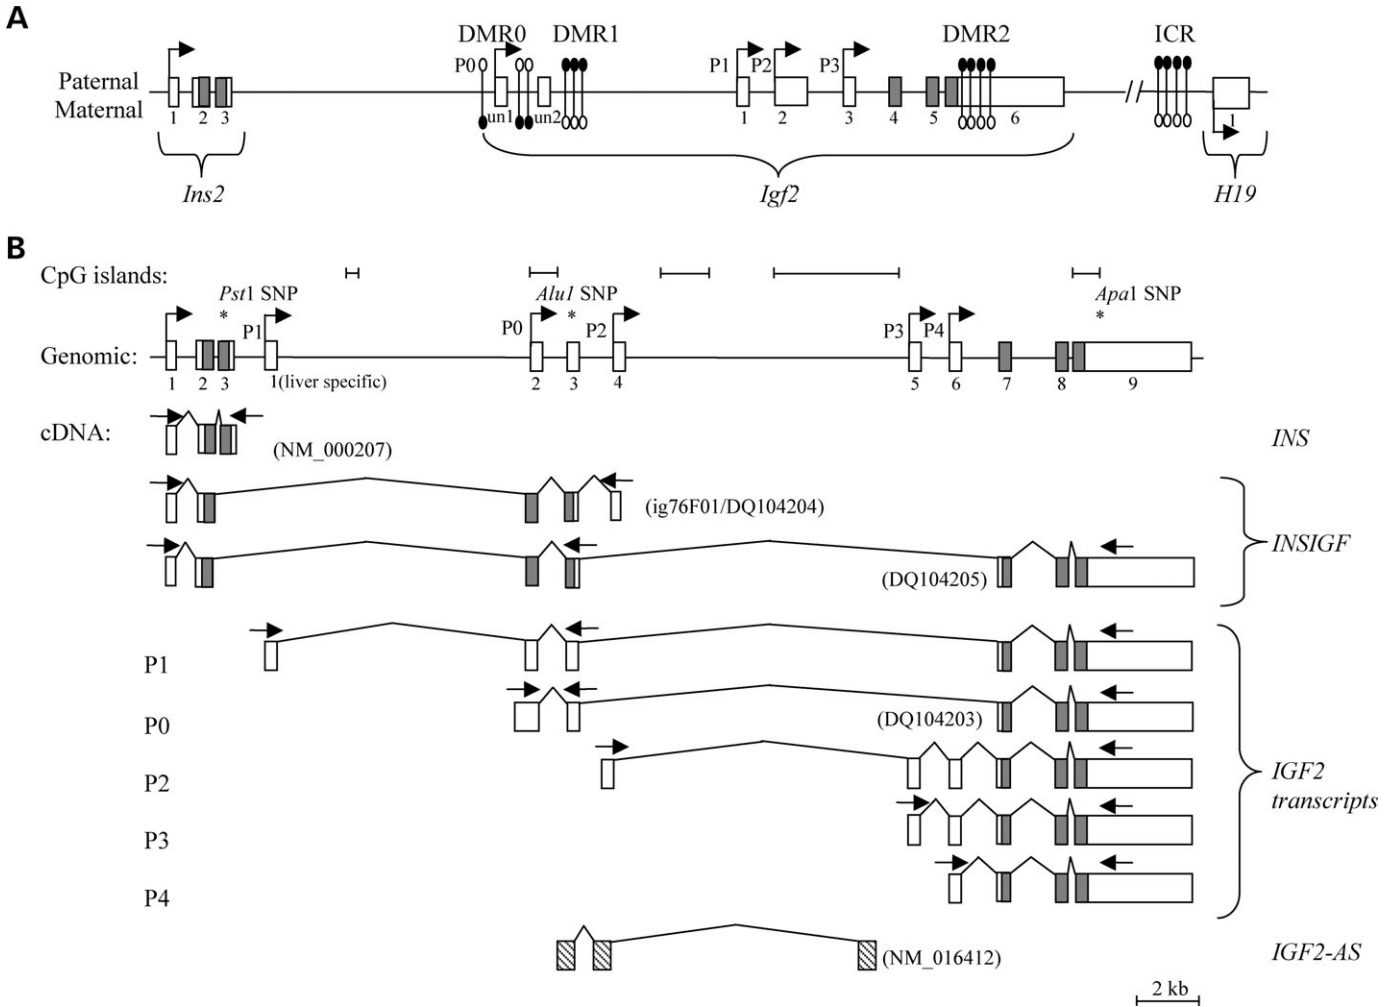 A
DMR0 DMR1 DMR2 ICR
P0 P1 P2 P3
Paternal
Maternal
1 2 3 un1 un2 1 2 3 4 5 6 1
Ins2 Igf2 H19
B
CpG islands:
Pst1 SNP Alu1 SNP Apa1 SNP
* * *
P1 P0 P2 P3 P4
Genomic:
1 2 3 1(liver specific) 2 3 4 5 6 7 8 9
cDNA:
(NM_000207) INS
(ig76F01/DQ104204)
(DQ104205) INSIGF
P1
P0 (DQ104203)
P2 IGF2
transcripts
P3
P4
(NM_016412) IGF2-AS
2 kb